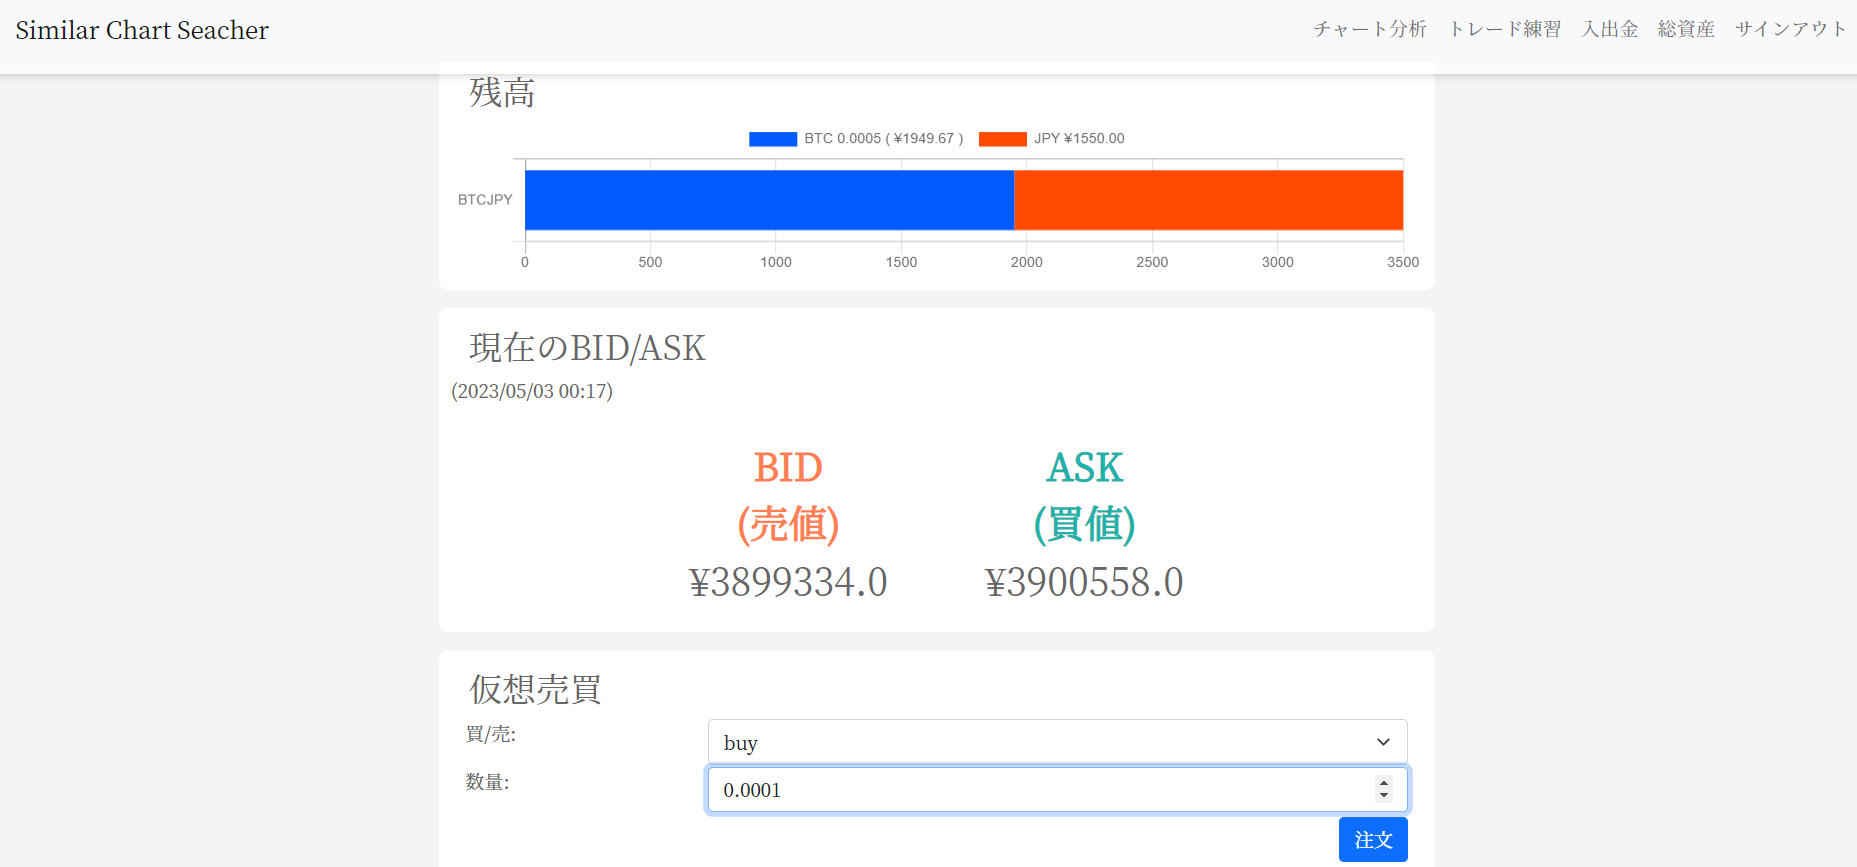 Similar Chart Seacher
チャート分析 トレード練習 入出金 総資産 サインアウト
残高
BTC 0.0005 ( ¥1949.67 ) JPY ¥1550.00
BTCJPY
0 500 1000 1500 2000 2500 3000 3500
現在のBID/ASK
(2023/05/03 00:17)
BID ASK
(売値) (買値)
¥3899334.0 ¥3900558.0
仮想売買
買/売: buy
数量: 0.0001
注文